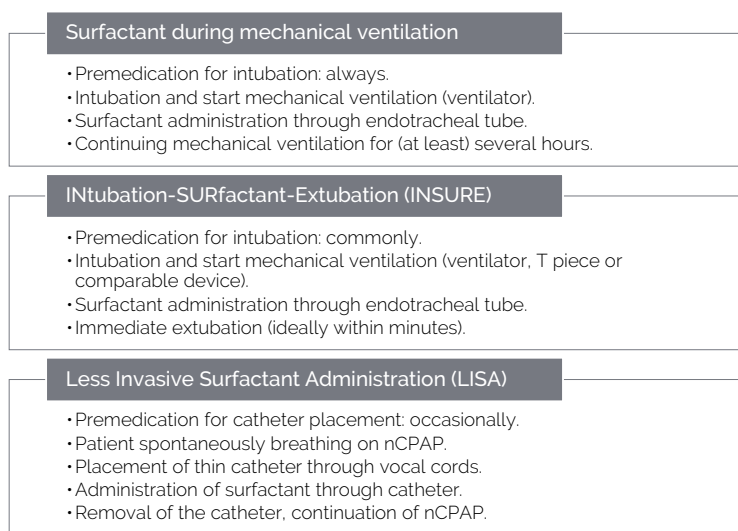 Surfactant during mechanical ventilation
•Premedication for intubation: always.
•Intubation and start mechanical ventilation (ventilator).
•Surfactant administration through endotracheal tube.
•Continuing mechanical ventilation for (at least) several hours.
INtubation-SURfactant-Extubation (INSURE)
•Premedication for intubation: commonly.
•Intubation and start mechanical ventilation (ventilator, T piece or
comparable device).
•Surfactant administration through endotracheal tube.
•Immediate extubation (ideally within minutes).
Less Invasive Surfactant Administration (LISA)
•Premedication for catheter placement: occasionally.
•Patient spontaneously breathing on nCPAP.
•Placement of thin catheter through vocal cords.
•Administration of surfactant through catheter.
•Removal of the catheter, continuation of nCPAP.